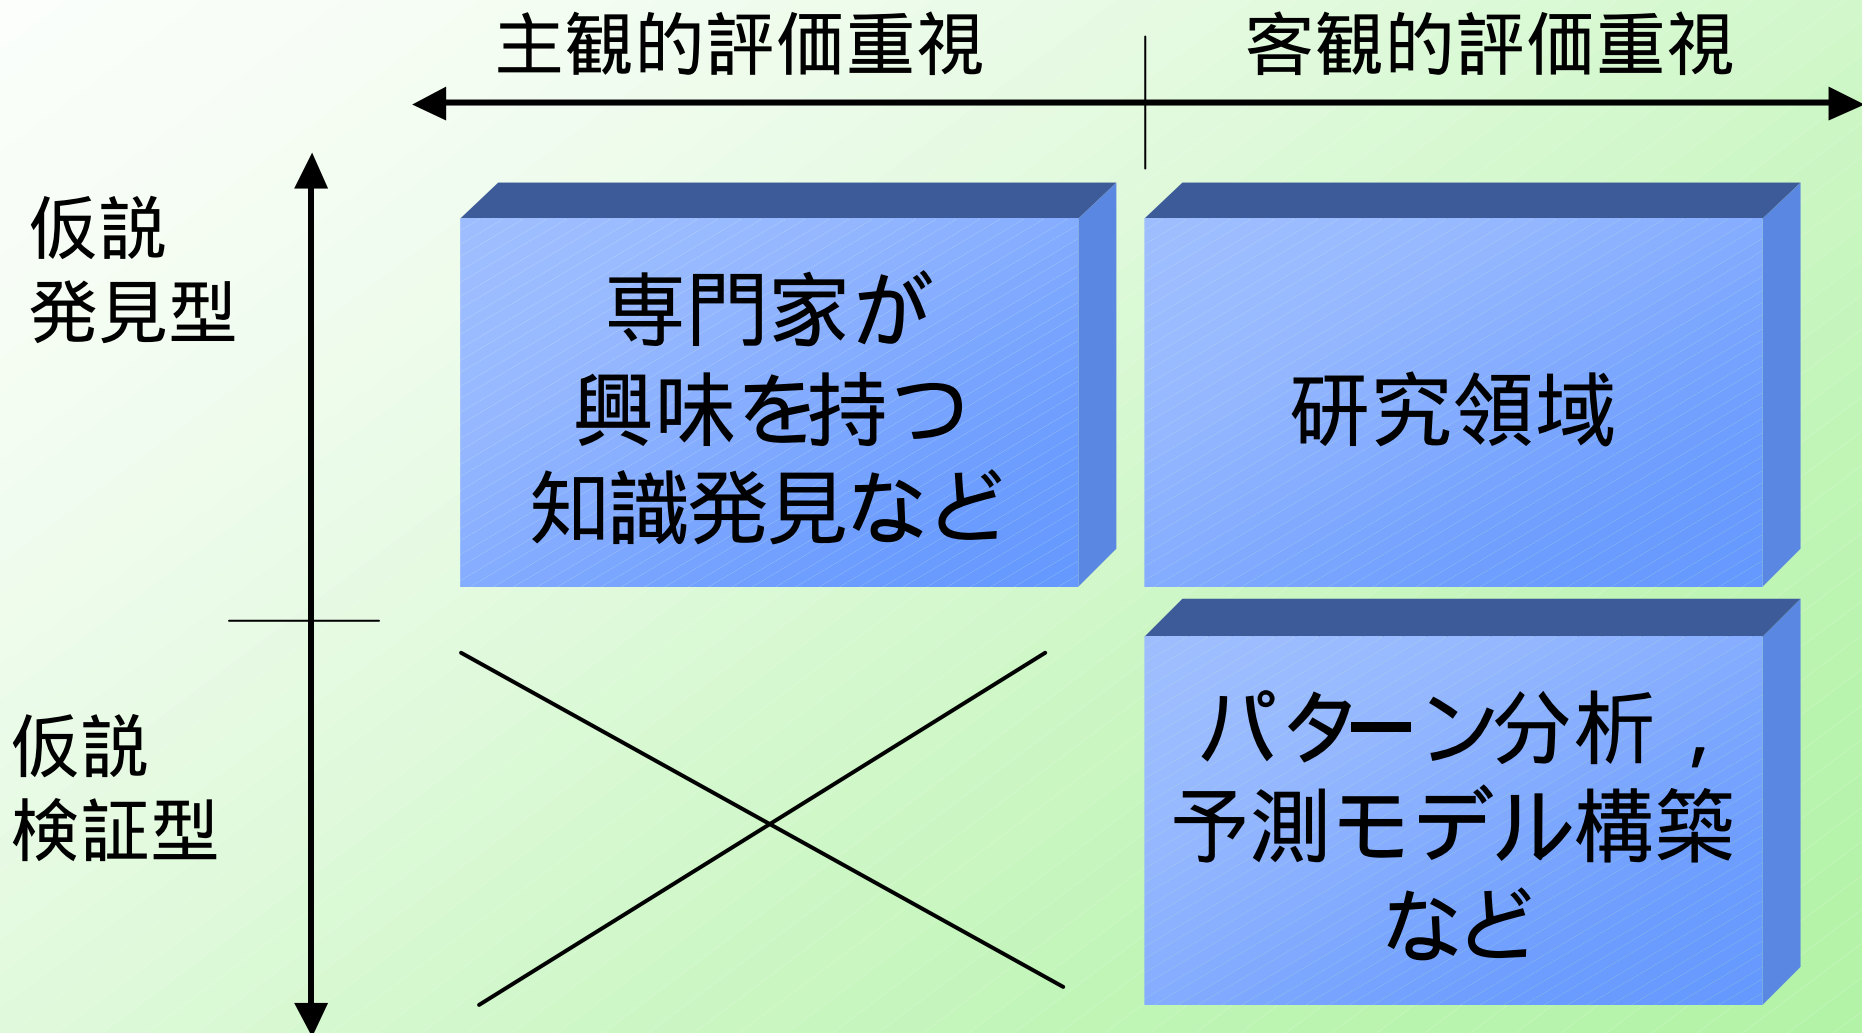 主観的評価重視
客観的評価重視
仮説
発見型
専門家が
興味を持つ
知識発見など
研究領域
仮説
検証型
パターン分析，
予測モデル構築
など